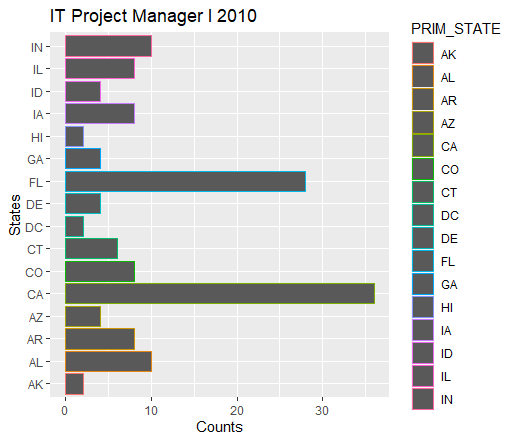 IT Project Manager I 2010
States
IN
IL
ID
IA
HI
GA
FL
DE
DC
CT
CO
CA
AZ
AR
AL
AK
0 10 20 30
Counts
PRIM_STATE
AK
AL
AR
AZ
CA
CO
CT
DC
DE
FL
GA
HI
IA
ID
IL
IN